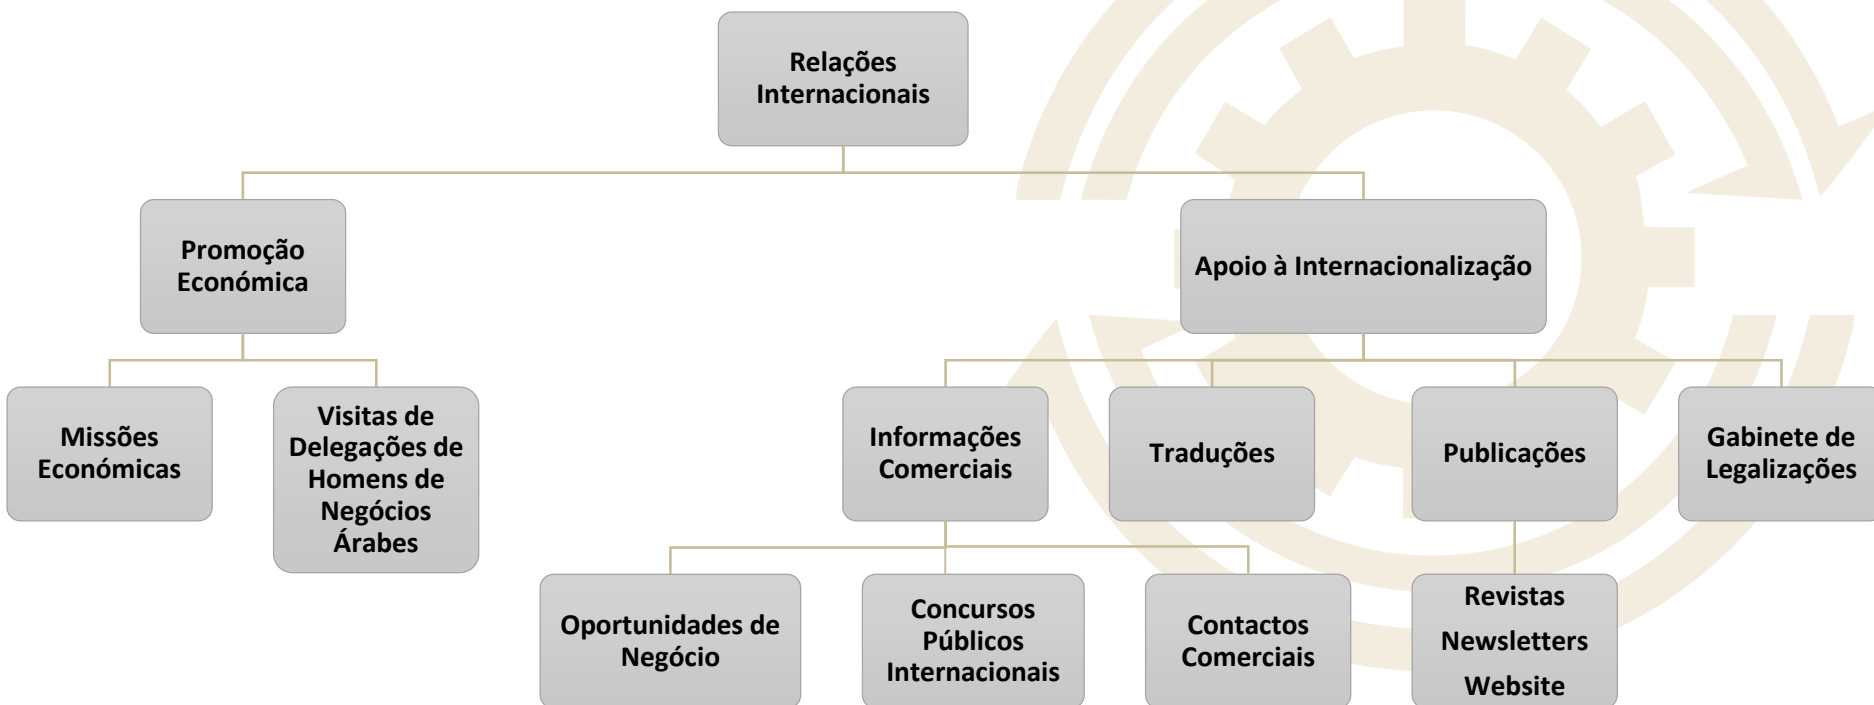 Relações
Internacionais
Promoção
Económica
Apoio à Internacionalização
Missões
Económicas
Visitas de
Delegações de
Homens de
Negócios
Árabes
Informações
Comerciais
Traduções
Publicações
Gabinete de
Legalizações
Oportunidades de
Negócio
Concursos
Públicos
Internacionais
Contactos
Comerciais
Revistas
Newsletters
Website